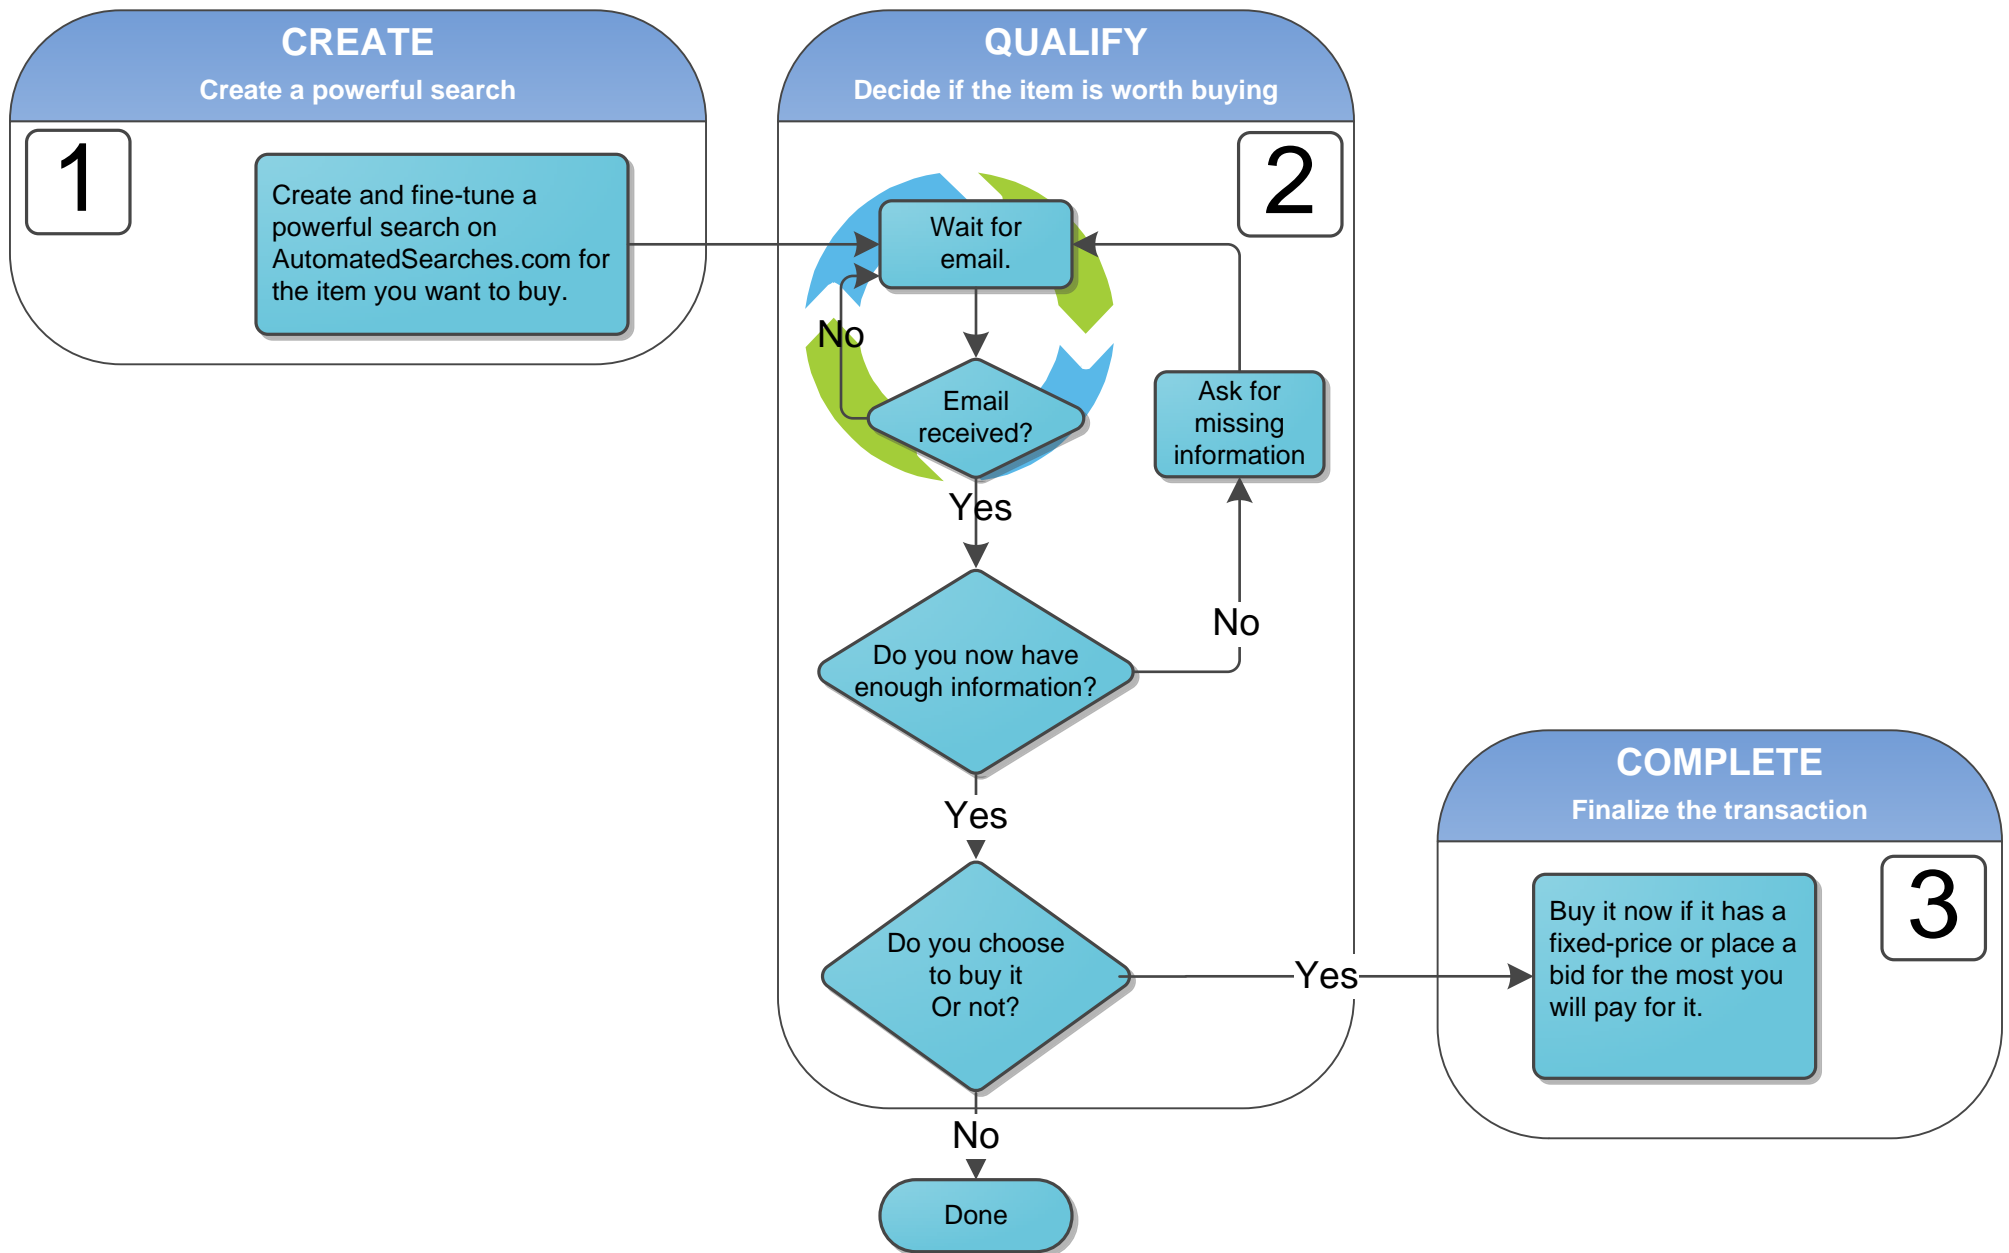 CREATE
Create a powerful search
1
Create and fine-tune a
powerful search on
AutomatedSearches.com for
the item you want to buy.
QUALIFY
Decide if the item is worth buying
2
Wait for
email.
No
Email
received?
Yes
Ask for
missing
information
No
Do you now have
enough information?
Yes
Do you choose
to buy it
Or not?
Yes
No
Done
COMPLETE
Finalize the transaction
3
Buy it now if it has a
fixed-price or place a
bid for the most you
will pay for it.